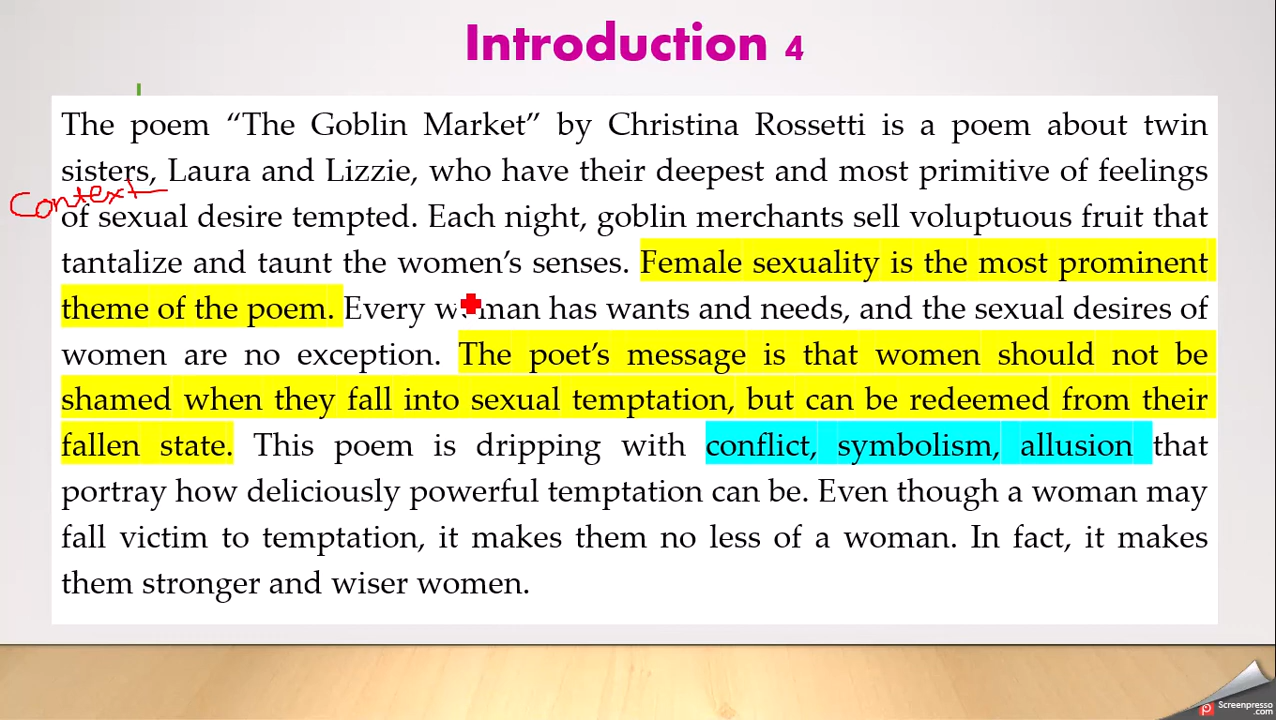 Introduction 4
The poem “The Goblin Market” by Christina Rossetti is a poem about twin
sisters, Laura and Lizzie, who have their deepest and most primitive of feelings
Context
of sexual desire tempted. Each night, goblin merchants sell voluptuous fruit that
tantalize and taunt the women’s senses. Female sexuality is the most prominent
theme of the poem. Every woman has wants and needs, and the sexual desires of
women are no exception. The poet’s message is that women should not be
shamed when they fall into sexual temptation, but can be redeemed from their
fallen state. This poem is dripping with conflict, symbolism, allusion that
portray how deliciously powerful temptation can be. Even though a woman may
fall victim to temptation, it makes them no less of a woman. In fact, it makes
them stronger and wiser women.
Screenpresso
.com